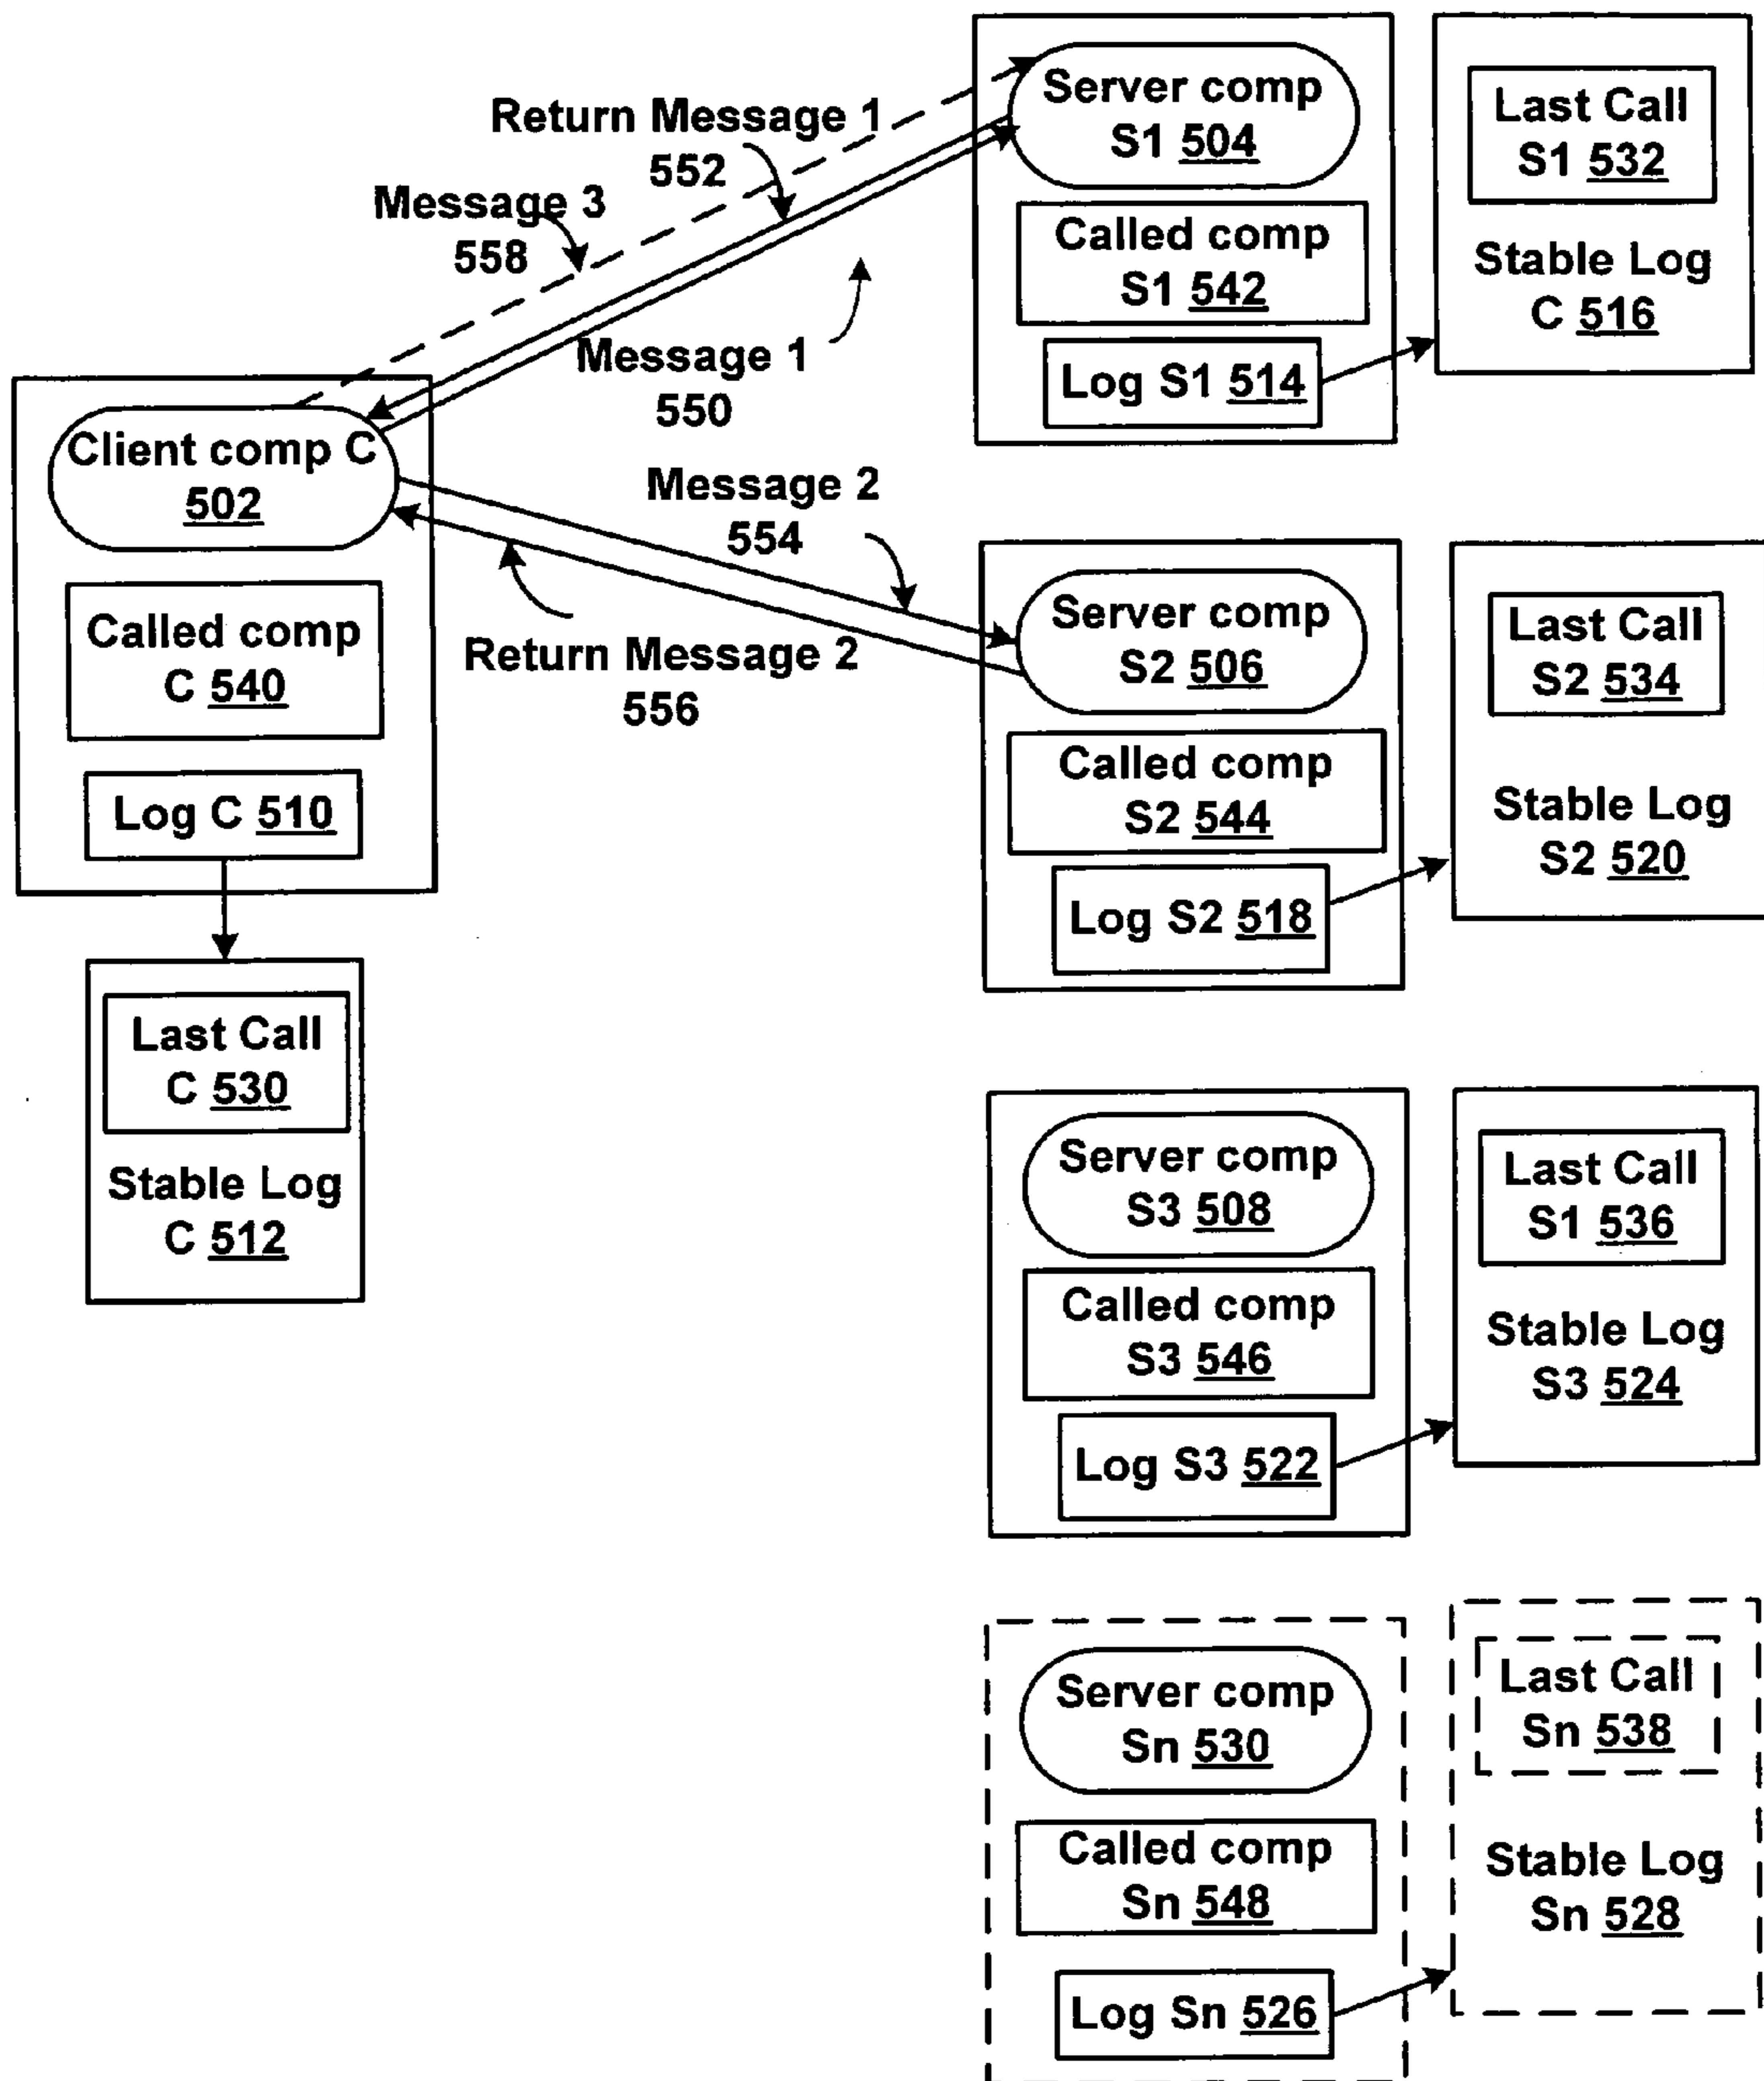 Return Message 1
552
Message 3
558
Message 1
550
Client comp C
502
Called comp
C 540
Log C 510
Last Call
C 530
Stable Log
C 512
Message 2
554
Return Message 2
556
Server comp
S1 504
Called comp
S1 542
Log S1 514
Last Call
S1 532
Stable Log
C 516
Server comp
S2 506
Called comp
S2 544
Log S2 518
Last Call
S2 534
Stable Log
S2 520
Server comp
S3 508
Called comp
S3 546
Log S3 522
Last Call
S1 536
Stable Log
S3 524
Server comp
Sn 530
Called comp
Sn 548
Log Sn 526
Last Call
Sn 538
Stable Log
Sn 528